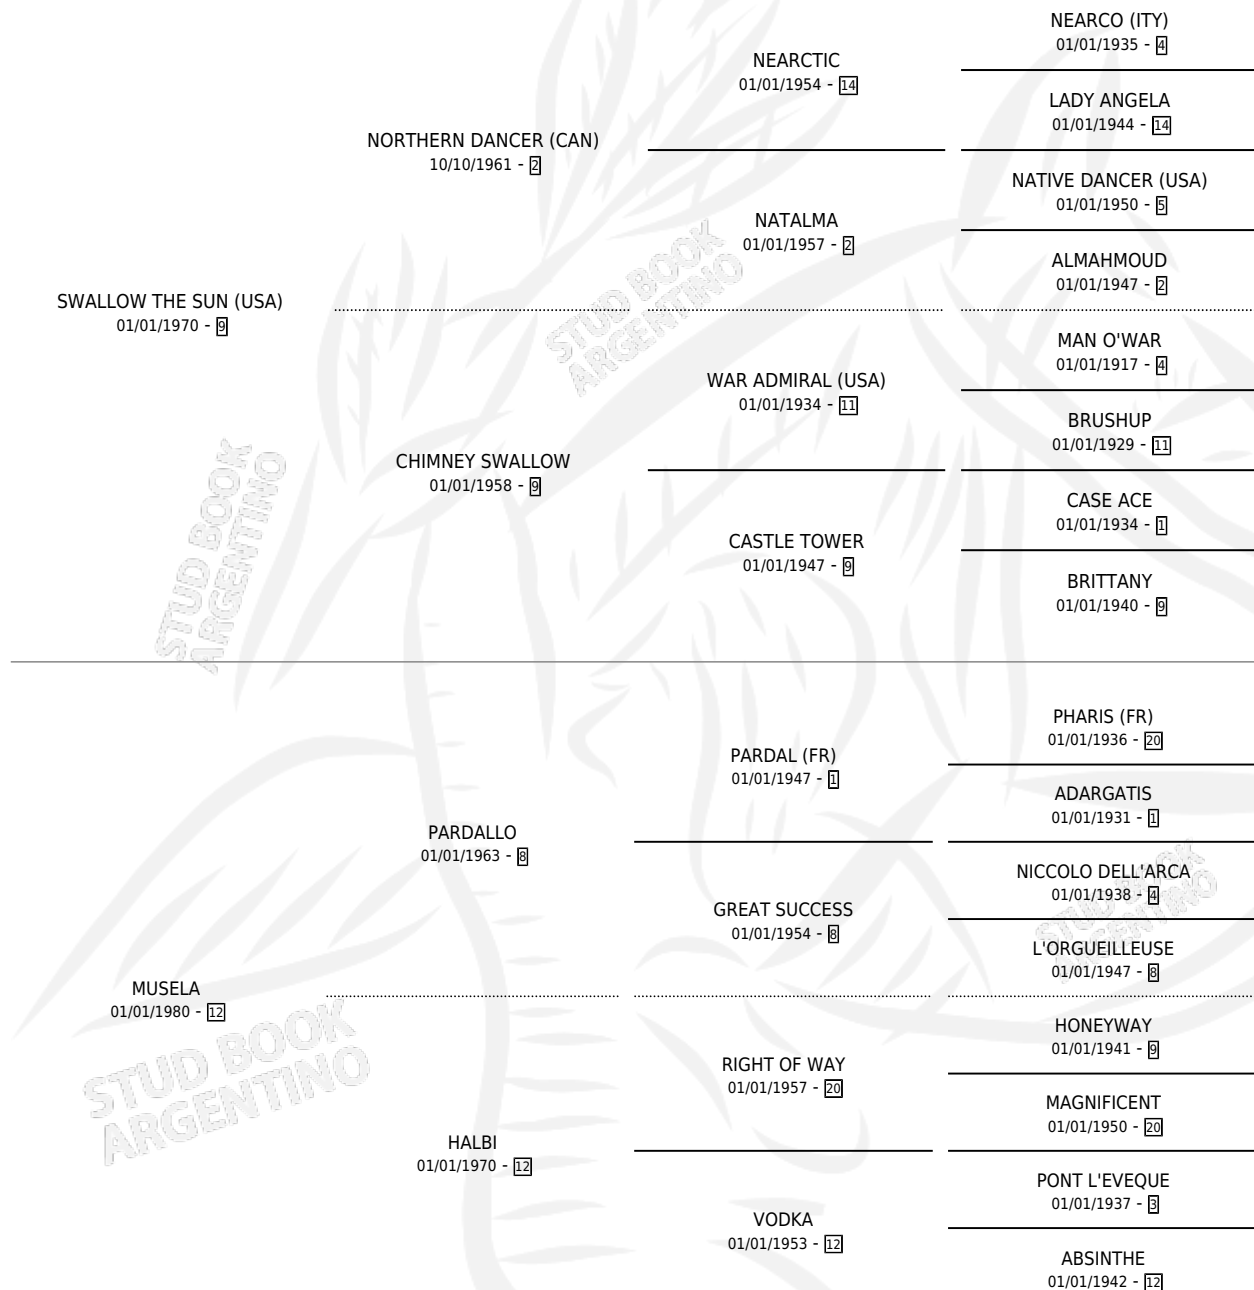 NEARCO (ITY)
01/01/1935 - 4
NEARCTIC
01/01/1954 - 14
LADY ANGELA
01/01/1944 - 14
NORTHERN DANCER (CAN)
10/10/1961 - 2
NATIVE DANCER (USA)
01/01/1950 - 5
NATALMA
01/01/1957 - 2
ALMAHMOUD
01/01/1947 - 2
SWALLOW THE SUN (USA)
01/01/1970 - 9
MAN O'WAR
01/01/1917 - 4
WAR ADMIRAL (USA)
01/01/1934 - 11
BRUSHUP
01/01/1929 - 11
CHIMNEY SWALLOW
01/01/1958 - 9
CASE ACE
01/01/1934 - 1
CASTLE TOWER
01/01/1947 - 9
BRITTANY
01/01/1940 - 9
PHARIS (FR)
01/01/1936 - 20
PARDAL (FR)
01/01/1947 - 1
ADARGATIS
01/01/1931 - 1
PARDALLO
01/01/1963 - 8
NICCOLO DELL'ARCA
01/01/1938 - 4
GREAT SUCCESS
01/01/1954 - 8
L'ORGUEILLEUSE
01/01/1947 - 8
MUSELA
01/01/1980 - 12
HONEYWAY
01/01/1941 - 9
RIGHT OF WAY
01/01/1957 - 20
MAGNIFICENT
01/01/1950 - 20
HALBI
01/01/1970 - 12
PONT L'EVEQUE
01/01/1937 - 3
VODKA
01/01/1953 - 12
ABSINTHE
01/01/1942 - 12
STUD BOOK
ARGENTINO
STUD BOOK
ARGENTINO
STUD BOOK
ARGENTINO
STUD BOOK
ARGENTINO